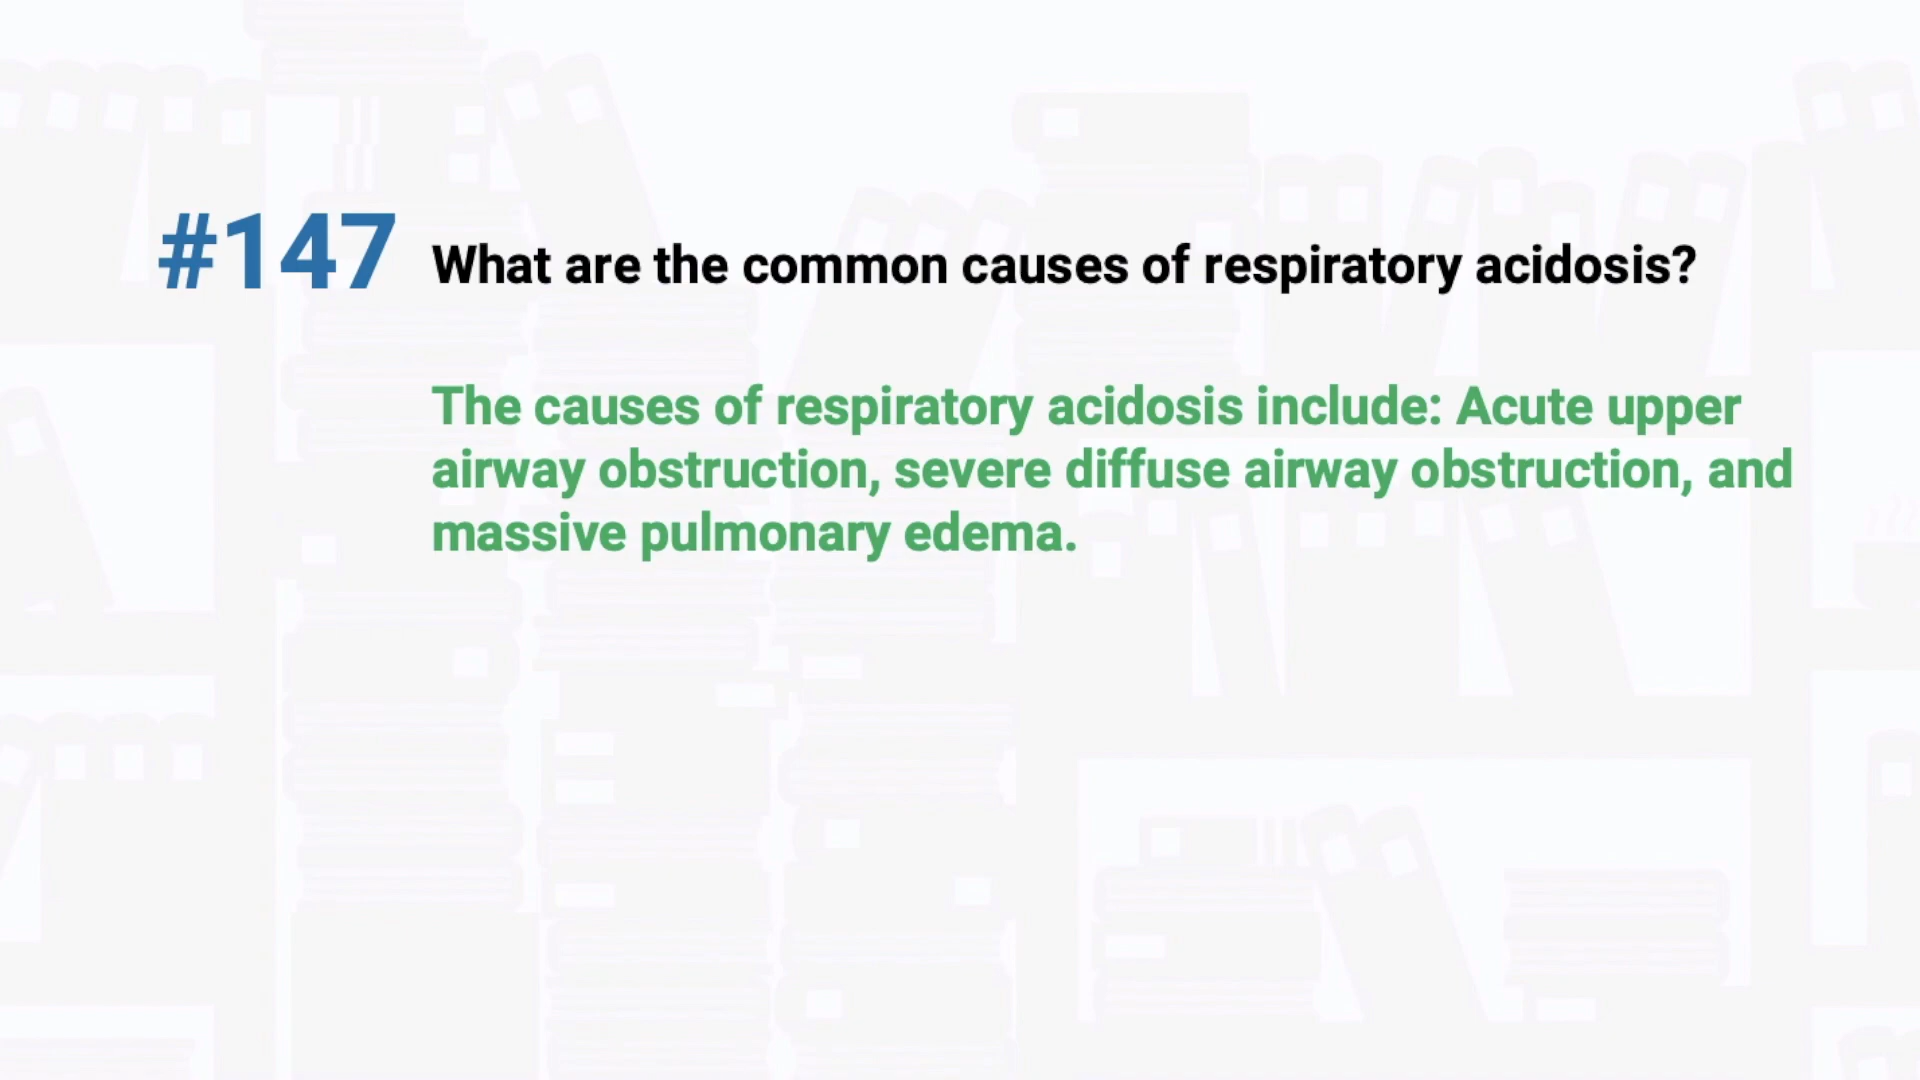 #147 What are the common causes of respiratory acidosis?
The causes of respiratory acidosis include: Acute upper
airway obstruction, severe diffuse airway obstruction, and
massive pulmonary edema.